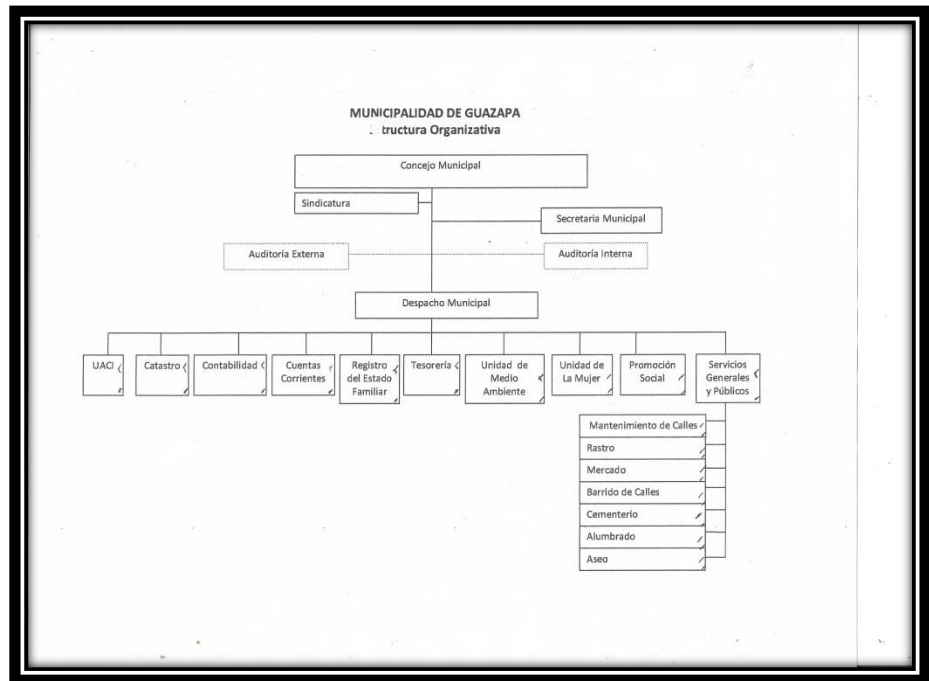 MUNICIPALIDAD DE GUAZAPA
tructura Organizativa
Concejo Municipal
Sindicatura
Secretaria Municipal
Auditoría Externa
Auditoría Interna
Despacho Municipal
UACI
Catastro
Contabilidad
Cuentas
Corrientes
Registro
del Estado
Familiar
Tesorería
Unidad de
Medio
Ambiente
Unidad de
La Mujer
Promoción
Social
Servicios
Generales
y Públicos
Mantenimiento de Calles
Rastro
Mercado
Barrido de Calles
Cementerio
Alumbrado
Aseo